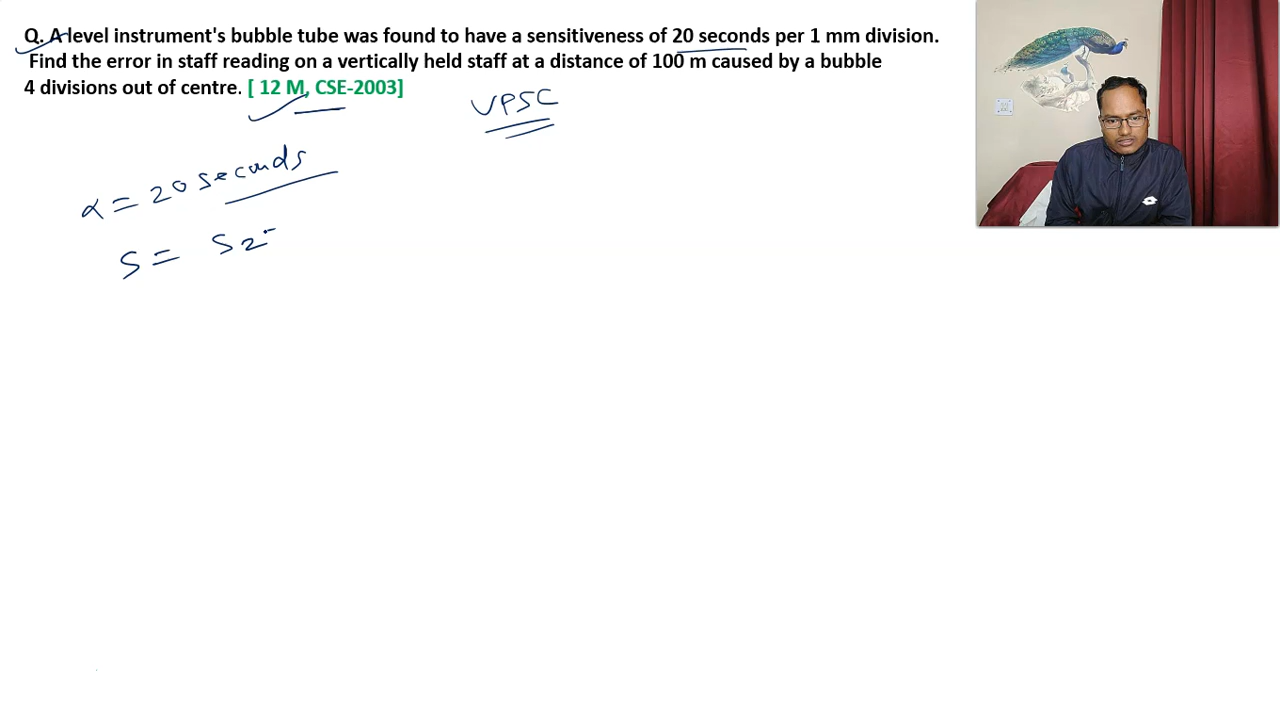 Q. A level instrument's bubble tube was found to have a sensitiveness of 20 seconds per 1 mm division.
Find the error in staff reading on a vertically held staff at a distance of 100 m caused by a bubble
4 divisions out of centre. [ 12 M, CSE-2003]
UPSC
α = 20 seconds
S = S2-